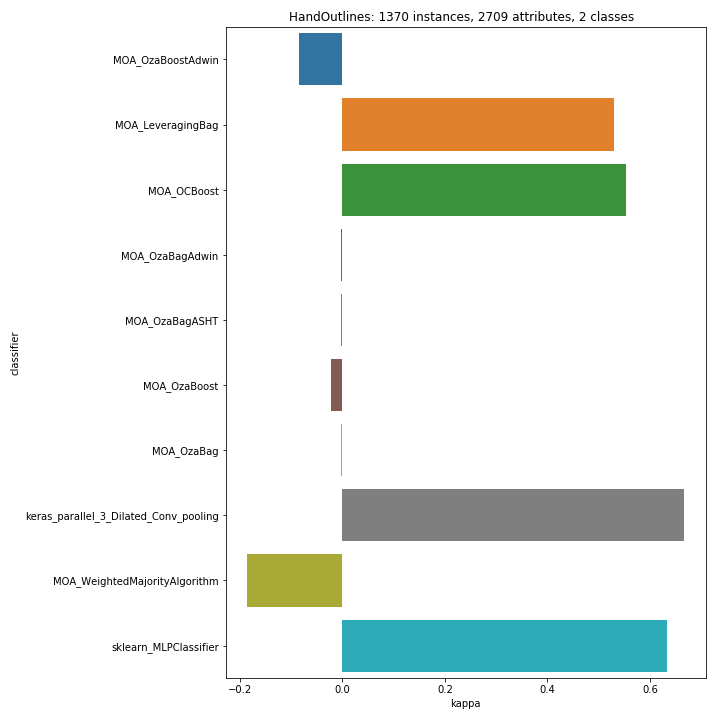 HandOutlines: 1370 instances, 2709 attributes, 2 classes
MOA_OzaBoostAdwin
MOA_LeveragingBag
MOA_OCBoost
MOA_OzaBagAdwin
MOA_OzaBagASHT
classifier
MOA_OzaBoost
MOA_OzaBag
keras_parallel_3_Dilated_Conv_pooling
MOA_WeightedMajorityAlgorithm
sklearn_MLPClassifier
−0.2 0.0 0.2 0.4 0.6
kappa